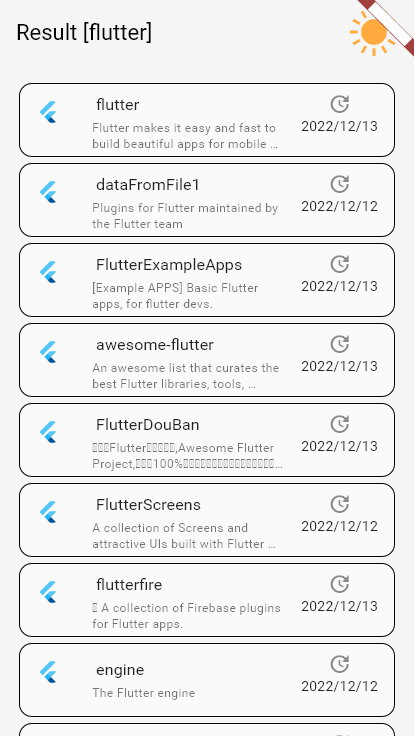 Result [flutter]
flutter
Flutter makes it easy and fast to
build beautiful apps for mobile …
2022/12/13
dataFromFile1
Plugins for Flutter maintained by
the Flutter team
2022/12/12
FlutterExampleApps
[Example APPS] Basic Flutter
apps, for flutter devs.
2022/12/13
awesome-flutter
An awesome list that curates the
best Flutter libraries, tools, …
2022/12/13
FlutterDouBan
Flutter,Awesome Flutter
Project,100%…
2022/12/13
FlutterScreens
A collection of Screens and
attractive UIs built with Flutter …
2022/12/12
flutterfire
A collection of Firebase plugins
for Flutter apps.
2022/12/13
engine
The Flutter engine
2022/12/12